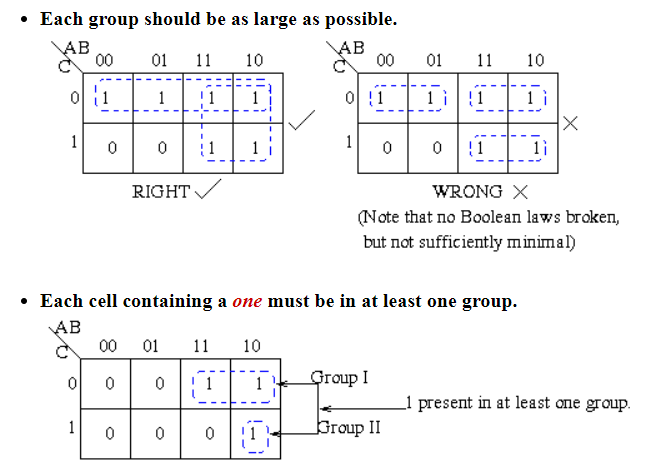 • Each group should be as large as possible.
AB
C
00 01 11 10
0 1 1 1 1
1 0 0 1 1
RIGHT
AB
C
00 01 11 10
0 1 1 1 1
1 0 0 1 1
WRONG
(Note that no Boolean laws broken,
but not sufficiently minimal)
• Each cell containing a one must be in at least one group.
AB
C
00 01 11 10
0 0 0 1 1
1 0 0 0 1
Group I
1 present in at least one group.
Group II